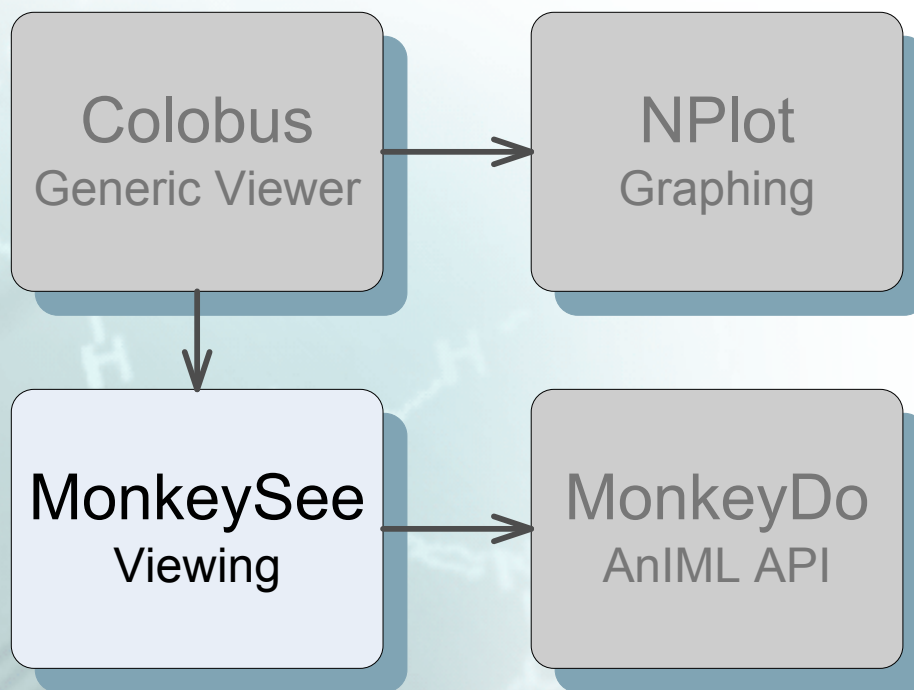 Colobus
Generic Viewer
NPlot
Graphing
MonkeySee
Viewing
MonkeyDo
AnIML API